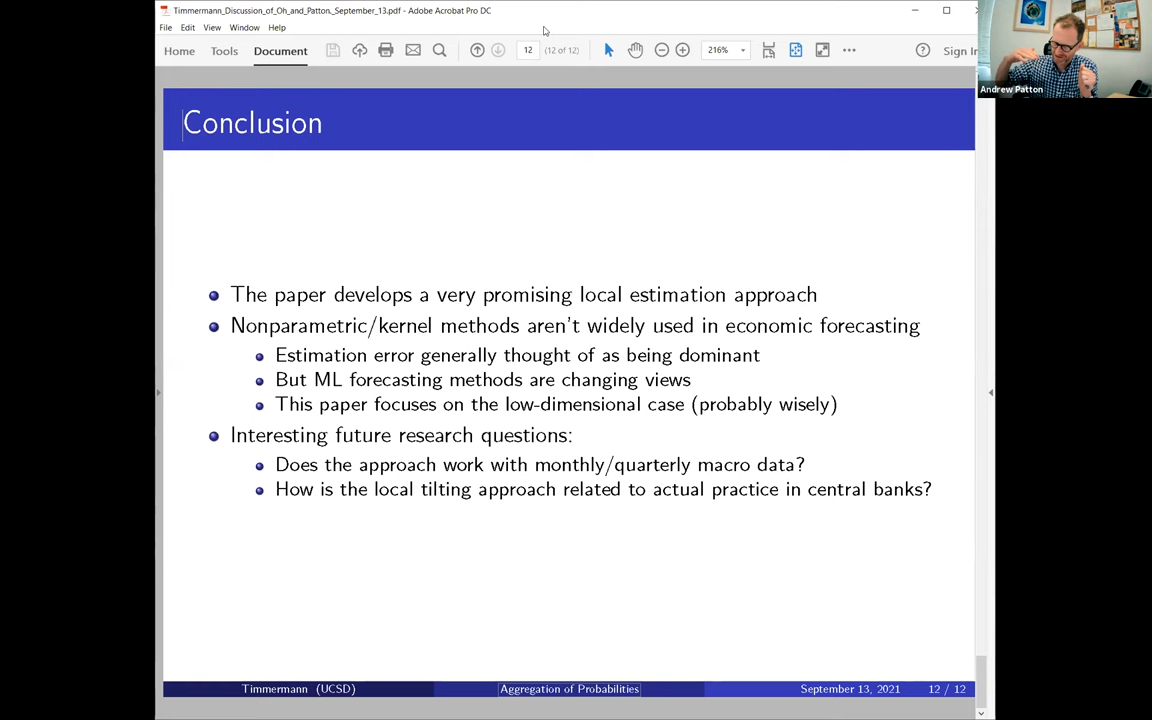 Timmermann_Discussion_of_Oh_and_Patton._September_13.pdf - Adobe Acrobat Pro DC
File Edit View Window Help
Home Tools Document 12 (12 of 12) 216% Sign In
Andrew Patton
Conclusion
The paper develops a very promising local estimation approach
Nonparametric/kernel methods aren't widely used in economic forecasting
Estimation error generally thought of as being dominant
But ML forecasting methods are changing views
This paper focuses on the low-dimensional case (probably wisely)
Interesting future research questions:
Does the approach work with monthly/quarterly macro data?
How is the local tilting approach related to actual practice in central banks?
Timmermann (UCSD) Aggregation of Probabilities September 13, 2021 12 / 12